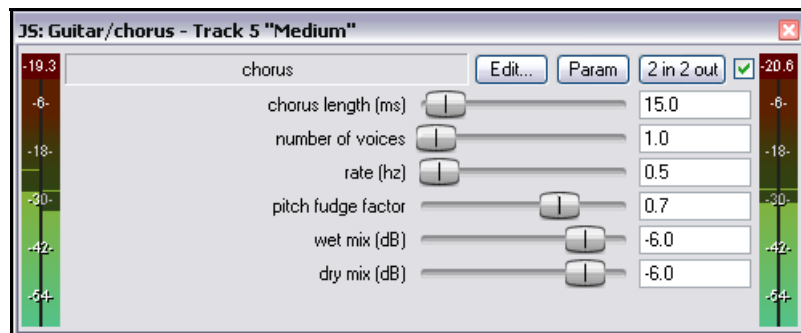 JS: Guitar/chorus - Track 5 "Medium"
-19.3 chorus Edit... Param 2 in 2 out -20.6
-6- chorus length (ms) 15.0 -6-
number of voices 1.0
-18- -18-
rate (hz) 0.5
-30- pitch fudge factor 0.7 -30-
wet mix (dB) -6.0
-42- -42-
dry mix (dB) -6.0
-54- -54-